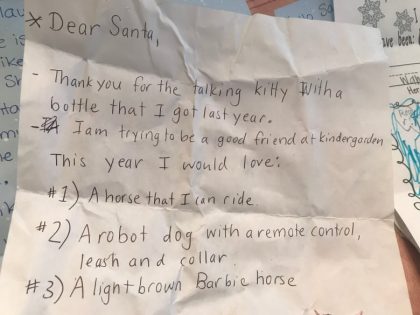 * Dear Santa,
- Thank you for the talking kitty with a
bottle that I got last year.
- I am trying to be a good friend at kindergarden
This year I would love:
#1) A horse that I can ride
#2) A robot dog with a remote control,
leash and collar
#3) A light brown Barbie horse